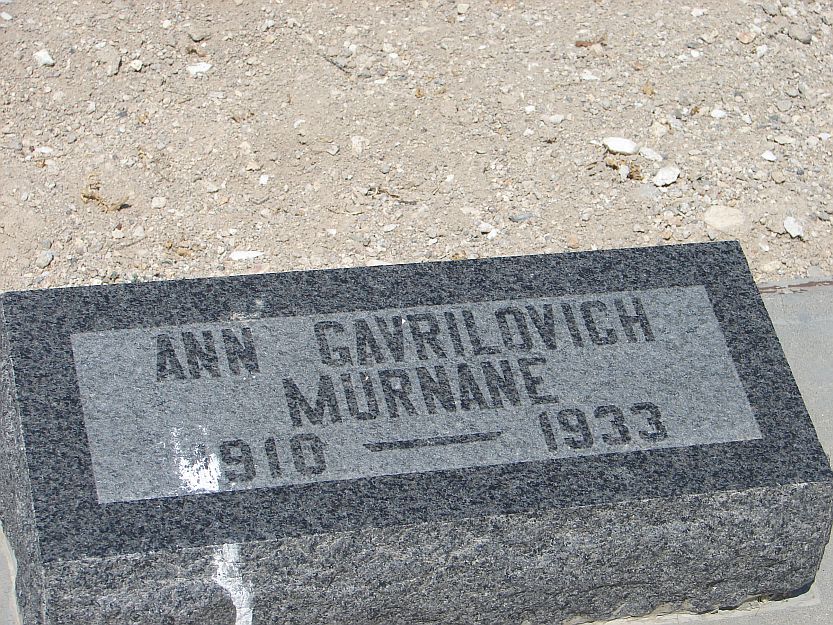 ANN GAVRILOVICH
MURNANE
1910 — 1933